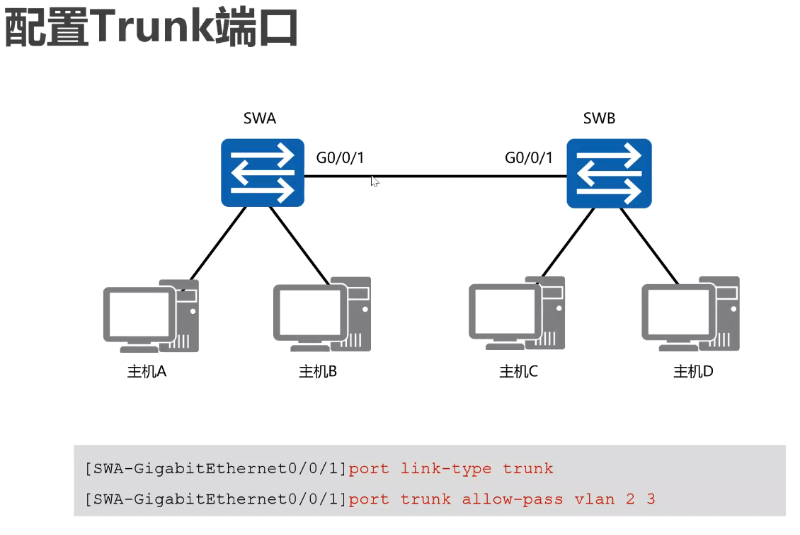 配置Trunk端口
SWA
SWB
G0/0/1
G0/0/1
主机A
主机B
主机C
主机D
[SWA-GigabitEthernet0/0/1]port link-type trunk
[SWA-GigabitEthernet0/0/1]port trunk allow-pass vlan 2 3